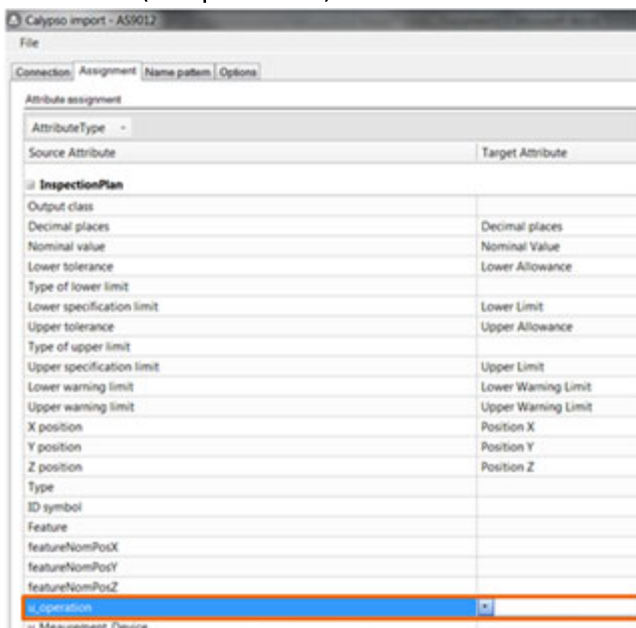 Calypso import - AS9012
File
Connection Assignment Name pattern Options
Attribute assignment
AttributeType
Source Attribute Target Attribute
InspectionPlan
Output class
Decimal places Decimal places
Nominal value Nominal Value
Lower tolerance Lower Allowance
Type of lower limit
Lower specification limit Lower Limit
Upper tolerance Upper Allowance
Type of upper limit
Upper specification limit Upper Limit
Lower warning limit Lower Warning Limit
Upper warning limit Upper Warning Limit
X position Position X
Y position Position Y
Z position Position Z
Type
ID symbol
Feature
featureNomPosX
featureNomPosY
featureNomPosZ
u_operation